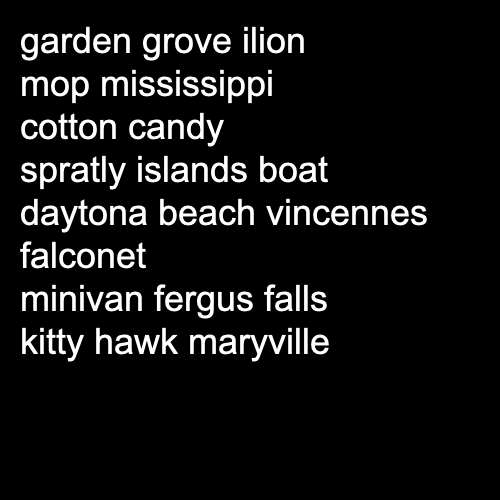 garden grove ilion
mop mississippi
cotton candy
spratly islands boat
daytona beach vincennes
falconet
minivan fergus falls
kitty hawk maryville